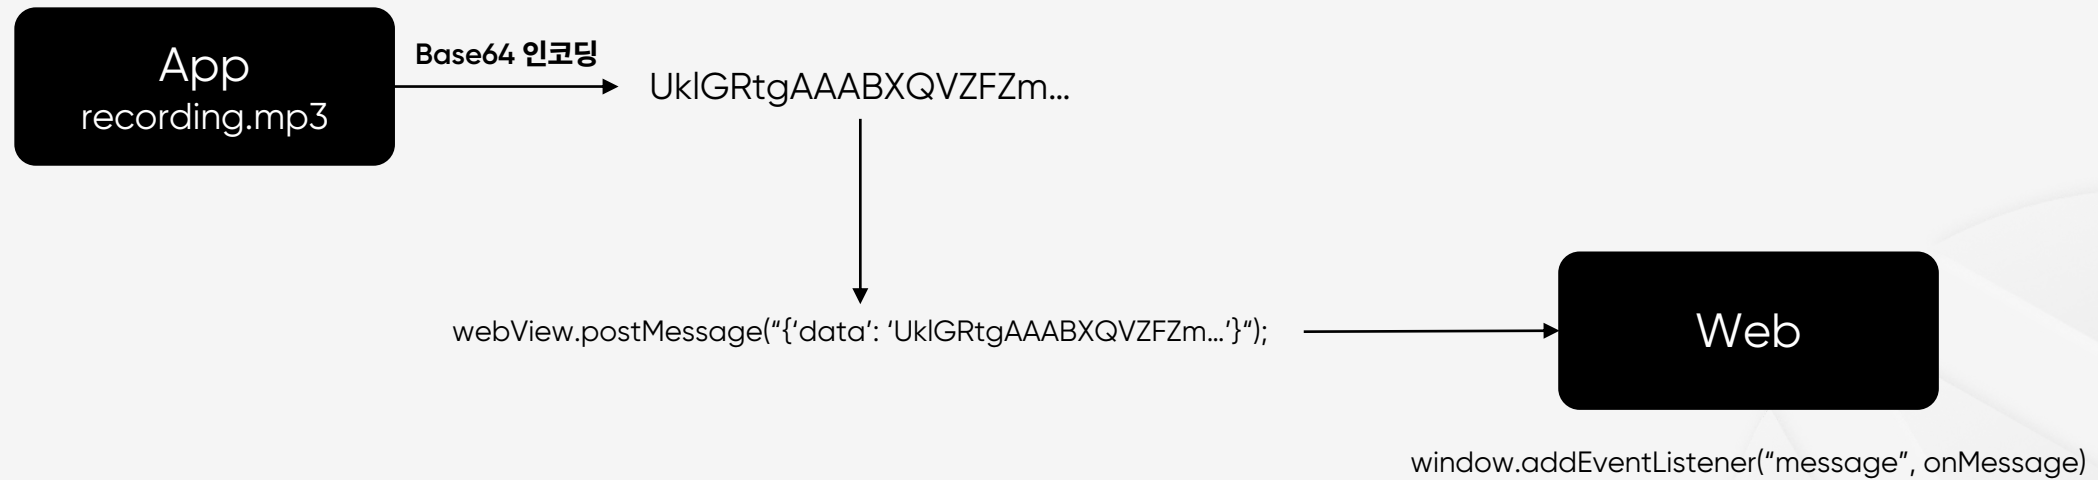 App
recording.mp3
Base64 인코딩
UklGRtgAAABXQVZFZm...
webView.postMessage(“{‘data’: ‘UklGRtgAAABXQVZFZm...’}“);
Web
window.addEventListener(“message”, onMessage)